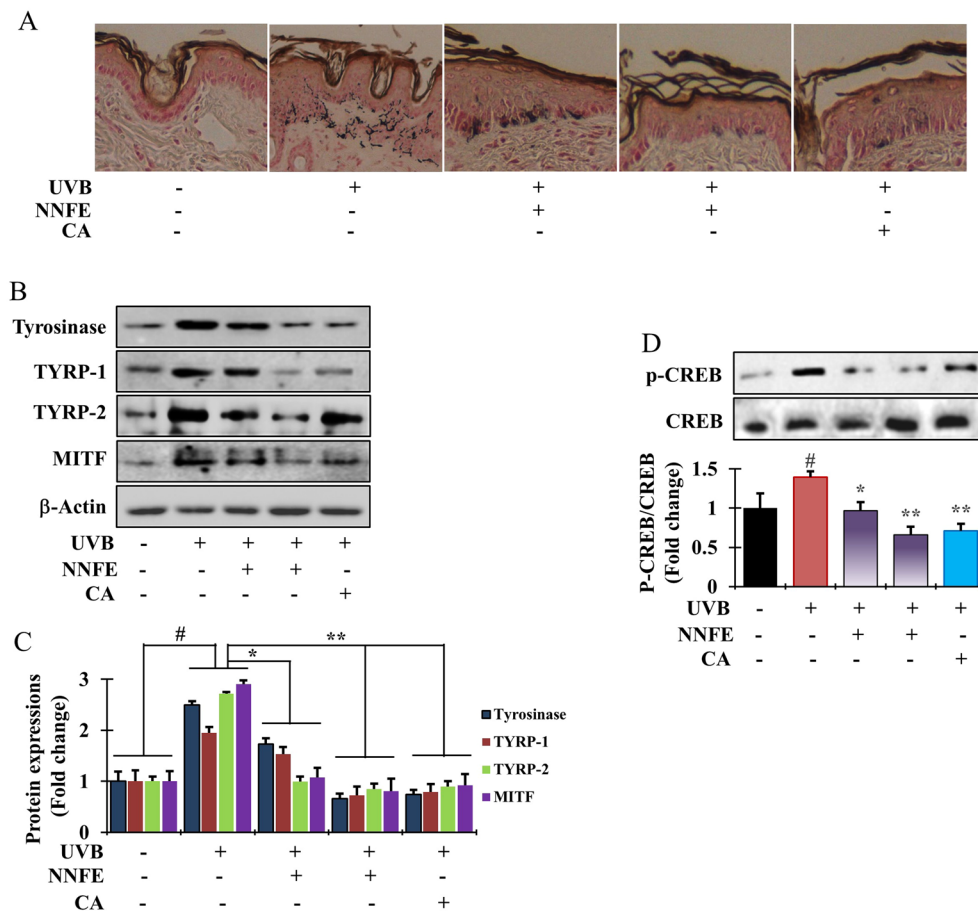 A
UVB - + + + +
NNFE - - + + -
CA - - - - +
B
Tyrosinase
TYRP-1
TYRP-2
MITF
β-Actin
UVB - + + + +
NNFE - - + + -
CA - - - - +
C
# * **
Protein expressions
(Fold change)
3
2
1
0
Tyrosinase
TYRP-1
TYRP-2
MITF
UVB - + + + +
NNFE - - + + -
CA - - - - +
D
p-CREB
CREB
P-CREB/CREB
(Fold change)
1.5
1
0.5
0
# * ** **
UVB - + + + +
NNFE - - + + -
CA - - - - +